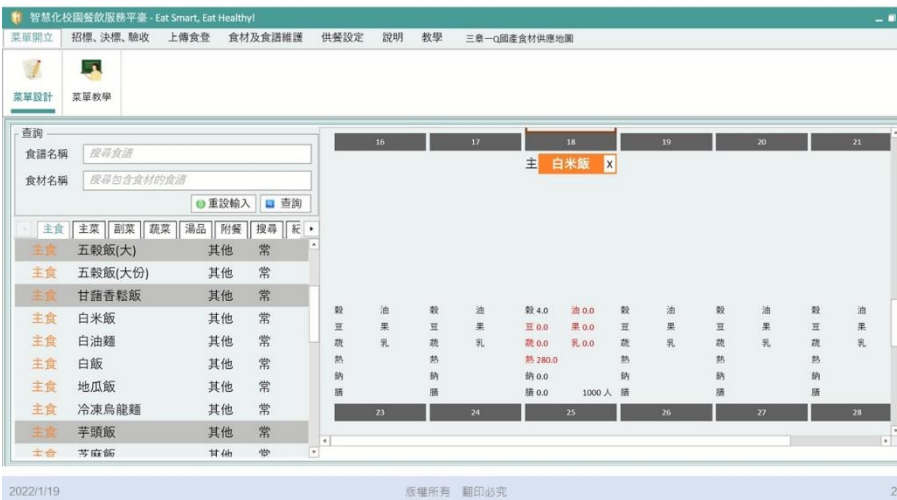 智慧化校園餐飲服務平臺 - Eat Smart, Eat Healthy!
菜單開立 招標、決標、驗收 上傳食登 食材及食譜維護 供餐設定 說明 教學 三章一Q國產食材供應地圖
菜單設計 菜單教學
查詢
食譜名稱 搜尋食譜
食材名稱 搜尋包含食材的食譜
重設輸入 查詢
主食 主菜 副菜 蔬菜 湯品 附餐 搜尋
主食 五穀飯(大) 其他 常
主食 五穀飯(大份) 其他 常
主食 甘藷香鬆飯 其他 常
主食 白米飯 其他 常
主食 白油麵 其他 常
主食 白飯 其他 常
主食 地瓜飯 其他 常
主食 冷凍烏龍麵 其他 常
主食 芋頭飯 其他 常
主食 芝麻飯 其他 常
16 17 18 19 20 21
主 白米飯 X
穀 油 穀 油 穀 4.0 油 0.0 穀 油 穀 油 穀 油
豆 果 豆 果 豆 0.0 果 0.0 豆 果 豆 果 豆 果
蔬 乳 蔬 乳 蔬 0.0 乳 0.0 蔬 乳 蔬 乳 蔬 乳
熱 熱 熱 280.0 熱 熱 熱
鈉 鈉 鈉 0.0 鈉 鈉 鈉
膳 膳 膳 0.0 1000 人 膳 膳 膳
23 24 25 26 27 28
2022/1/19 版權所有 翻印必究 2